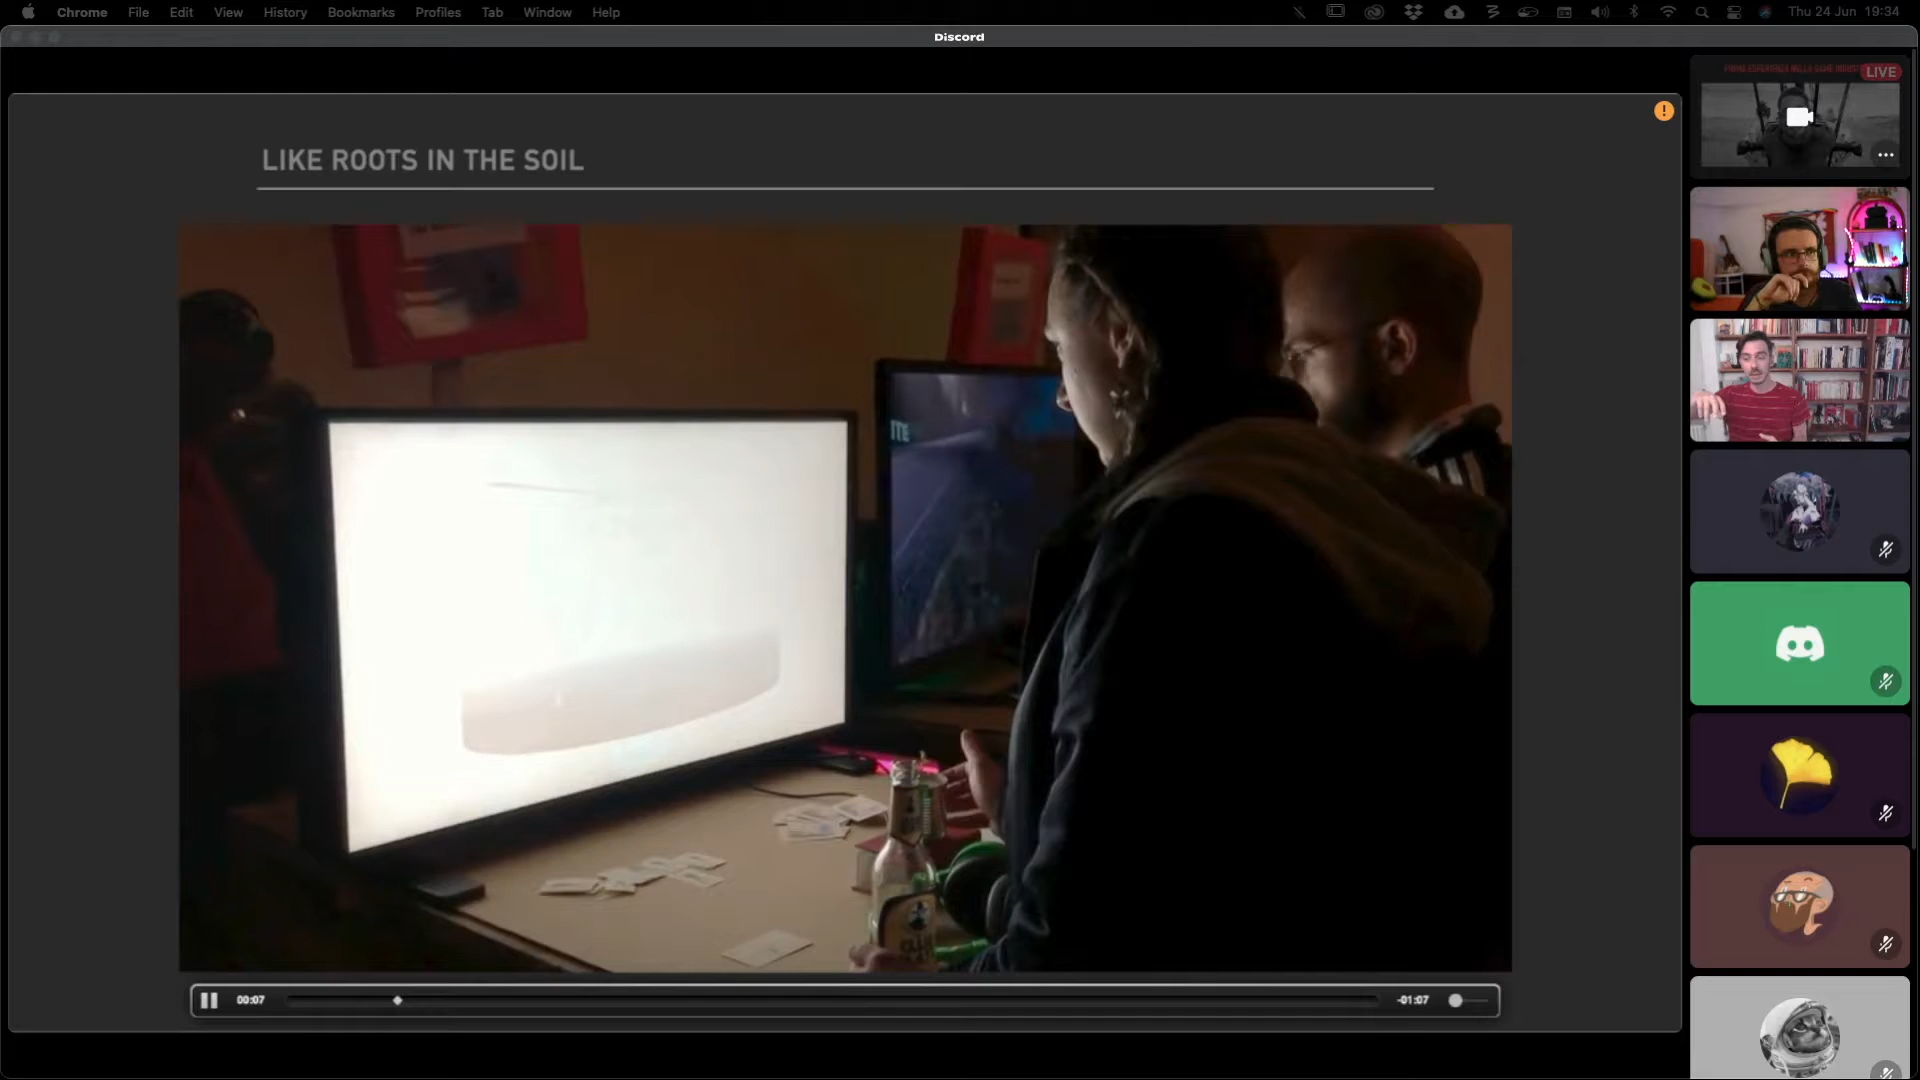 Chrome File Edit View History Bookmarks Profiles Tab Window Help Thu 24 Jun 19:34
Discord
LIVE
LIKE ROOTS IN THE SOIL
ITE
00:07 -01:07